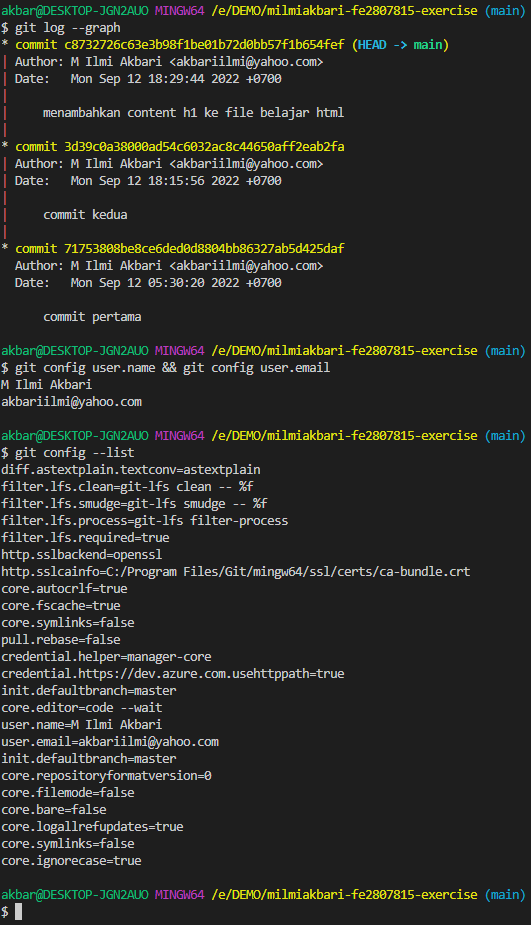 akbar@DESKTOP-JGN2AUO MINGW64 /e/DEMO/milmiakbari-fe2807815-exercise (main)
$ git log --graph
* commit c8732726c63e3b98f1be01b72d0bb57f1b654fef (HEAD -> main)
| Author: M Ilmi Akbari <akbariilmi@yahoo.com>
| Date:   Mon Sep 12 18:29:44 2022 +0700
|
|     menambahkan content h1 ke file belajar html
|
* commit 3d39c0a38000ad54c6032ac8c44650aff2eab2fa
| Author: M Ilmi Akbari <akbariilmi@yahoo.com>
| Date:   Mon Sep 12 18:15:56 2022 +0700
|
|     commit kedua
|
* commit 71753808be8ce6ded0d8804bb86327ab5d425daf
  Author: M Ilmi Akbari <akbariilmi@yahoo.com>
  Date:   Mon Sep 12 05:30:20 2022 +0700

      commit pertama

akbar@DESKTOP-JGN2AUO MINGW64 /e/DEMO/milmiakbari-fe2807815-exercise (main)
$ git config user.name && git config user.email
M Ilmi Akbari
akbariilmi@yahoo.com

akbar@DESKTOP-JGN2AUO MINGW64 /e/DEMO/milmiakbari-fe2807815-exercise (main)
$ git config --list
diff.astextplain.textconv=astextplain
filter.lfs.clean=git-lfs clean -- %f
filter.lfs.smudge=git-lfs smudge -- %f
filter.lfs.process=git-lfs filter-process
filter.lfs.required=true
http.sslbackend=openssl
http.sslcainfo=C:/Program Files/Git/mingw64/ssl/certs/ca-bundle.crt
core.autocrlf=true
core.fscache=true
core.symlinks=false
pull.rebase=false
credential.helper=manager-core
credential.https://dev.azure.com.usehttppath=true
init.defaultbranch=master
core.editor=code --wait
user.name=M Ilmi Akbari
user.email=akbariilmi@yahoo.com
init.defaultbranch=master
core.repositoryformatversion=0
core.filemode=false
core.bare=false
core.logallrefupdates=true
core.symlinks=false
core.ignorecase=true

akbar@DESKTOP-JGN2AUO MINGW64 /e/DEMO/milmiakbari-fe2807815-exercise (main)
$